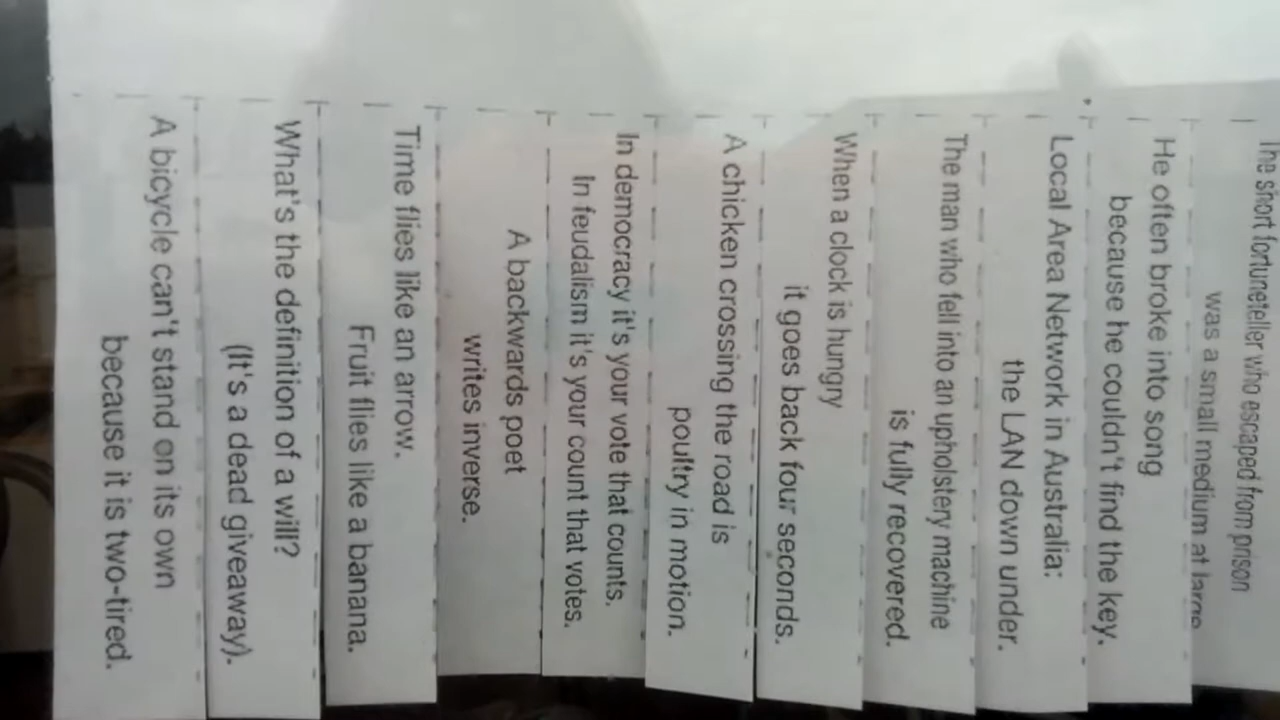 The short fortuneteller who escaped from prison
was a small medium at large
He often broke into song
because he couldn't find the key.
Local Area Network in Australia:
the LAN down under.
The man who fell into an upholstery machine
is fully recovered.
When a clock is hungry
it goes back four seconds.
A chicken crossing the road is
poultry in motion.
In democracy it's your vote that counts.
In feudalism it's your count that votes.
A backwards poet
writes inverse.
Time flies like an arrow.
Fruit flies like a banana.
What's the definition of a will?
(It's a dead giveaway).
A bicycle can't stand on its own
because it is two-tired.